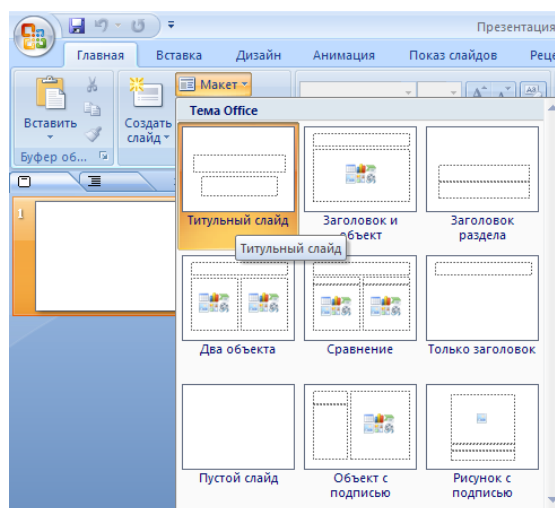 Презентация
Главная Вставка Дизайн Анимация Показ слайдов Реце
Вставить
Создать
слайд
Макет
Буфер об...
Тема Office
Титульный слайд
Заголовок и
объект
Заголовок
раздела
Титульный слайд
Два объекта
Сравнение
Только заголовок
Пустой слайд
Объект с
подписью
Рисунок с
подписью
1